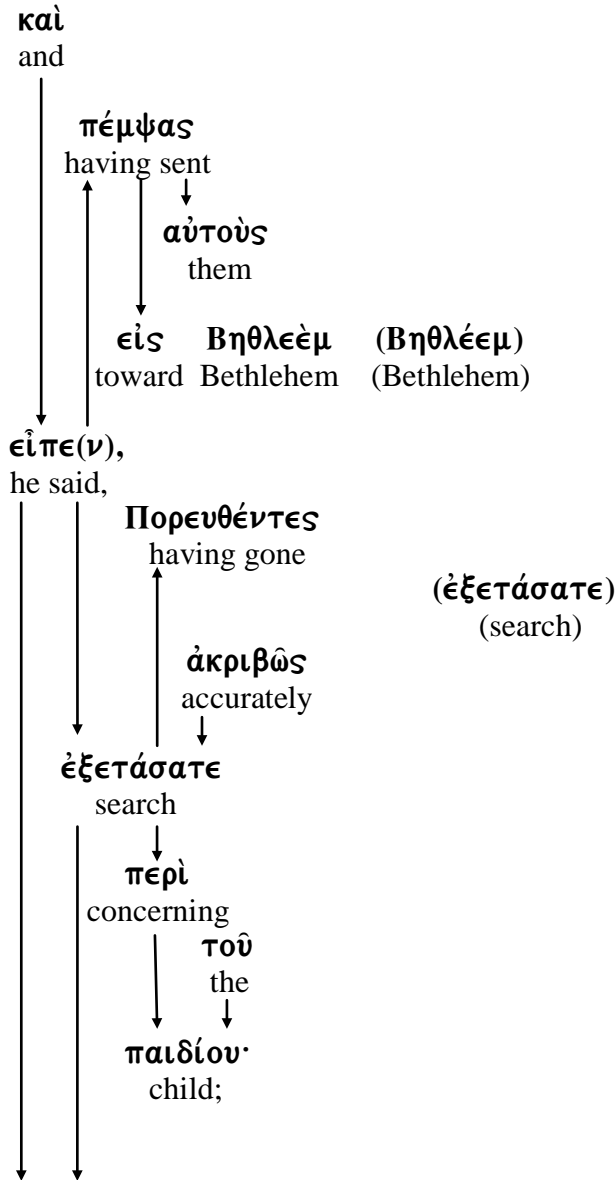 καὶ
and
πέμψας
having sent
αὐτοὺς
them
εἰς Βηθλεὲμ (Βηθλέεμ)
toward Bethlehem (Bethlehem)
εἶπε(ν),
he said,
Πορευθέντες
having gone
(ἐξετάσατε)
(search)
ἀκριβῶς
accurately
ἐξετάσατε
search
περὶ
concerning
τοῦ
the
παιδίου·
child;